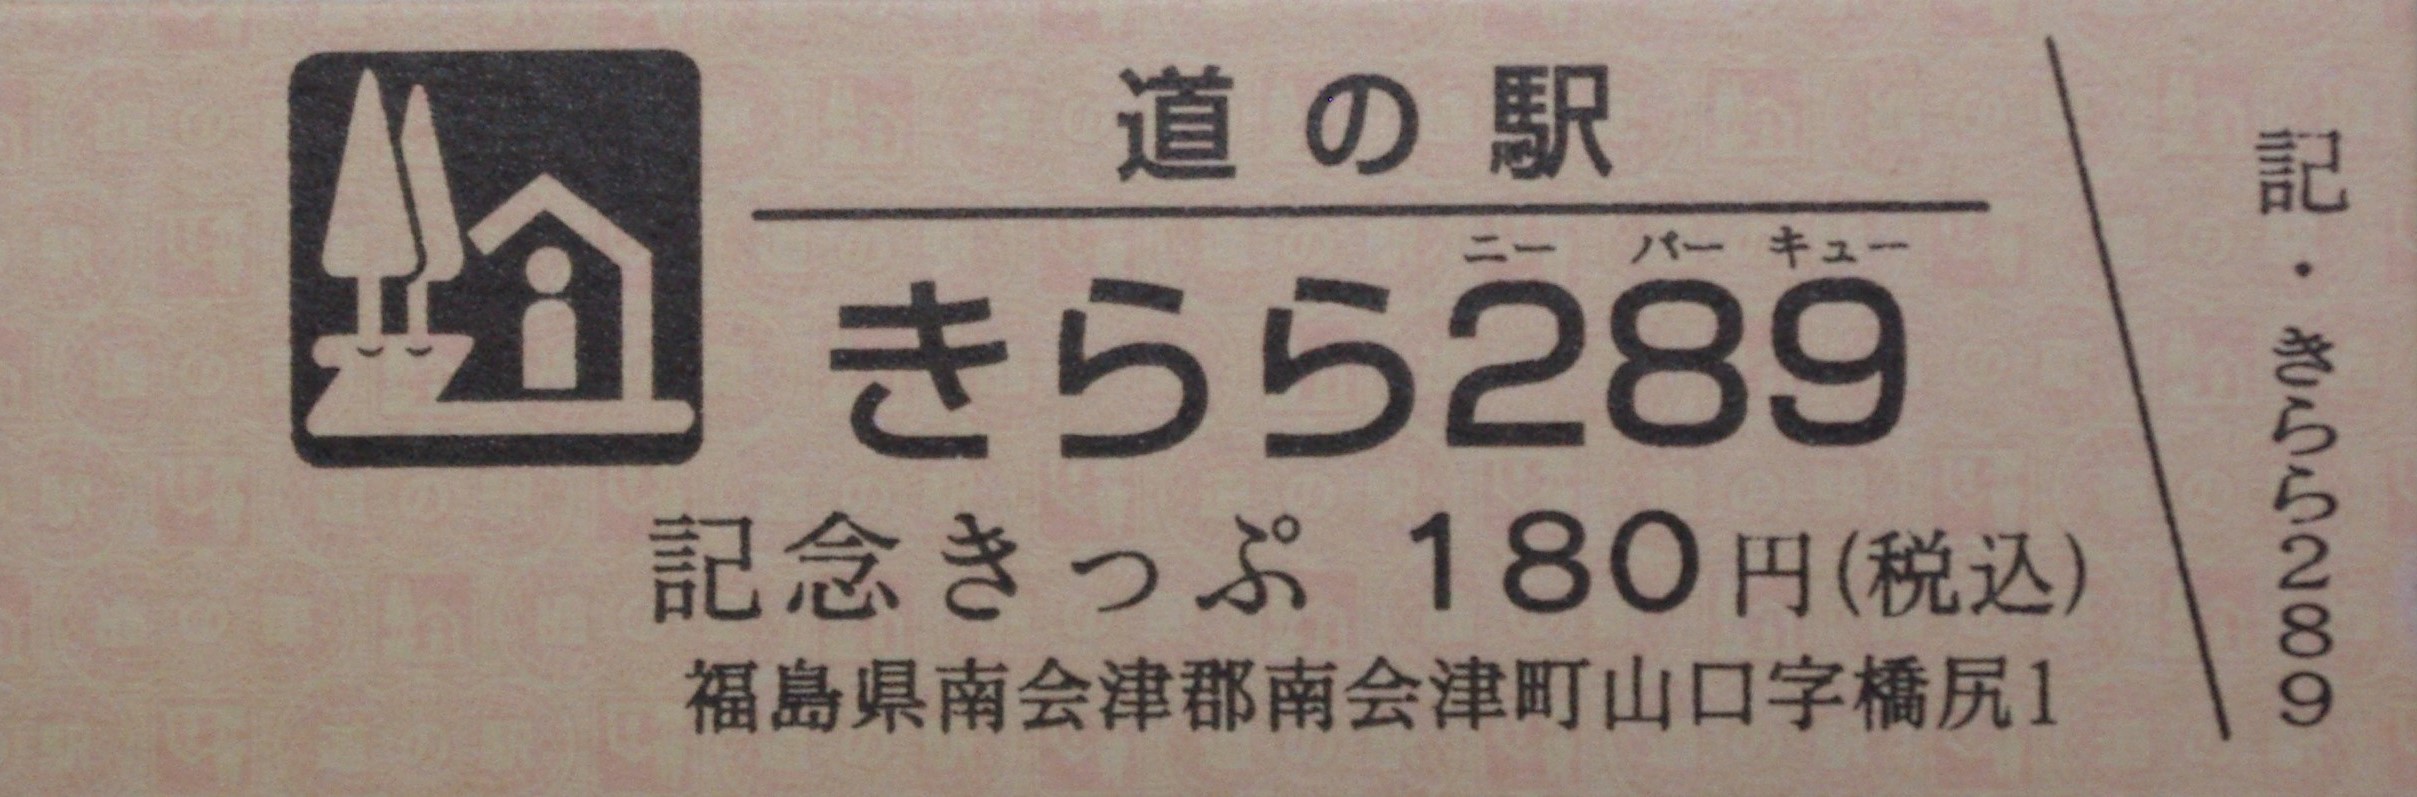 道の駅
ニー パー キュー
きらら289
記念きっぷ 180円(税込)
福島県南会津郡南会津町山口字橋尻1
記・きらら289